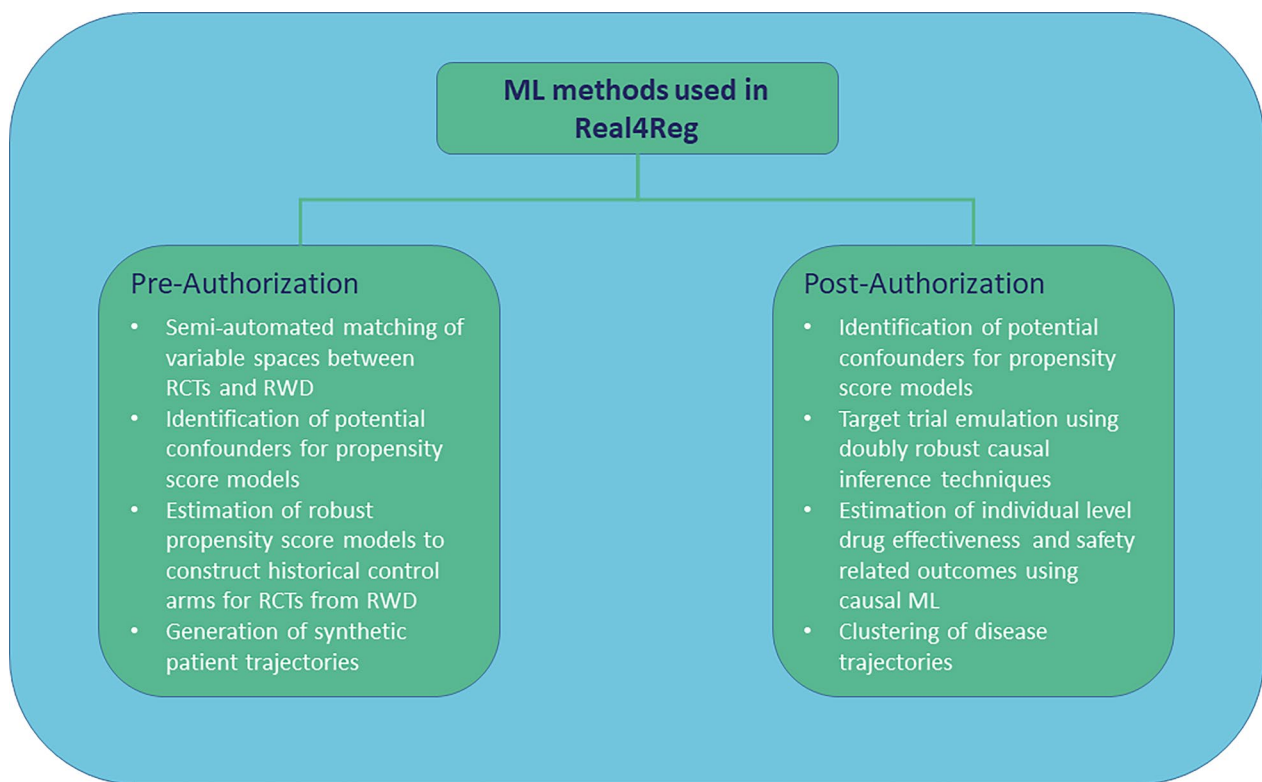 ML methods used in
Real4Reg
Pre-Authorization
• Semi-automated matching of
variable spaces between
RCTs and RWD
• Identification of potential
confounders for propensity
score models
• Estimation of robust
propensity score models to
construct historical control
arms for RCTs from RWD
• Generation of synthetic
patient trajectories
Post-Authorization
• Identification of potential
confounders for propensity
score models
• Target trial emulation using
doubly robust causal
inference techniques
• Estimation of individual level
drug effectiveness and safety
related outcomes using
causal ML
• Clustering of disease
trajectories